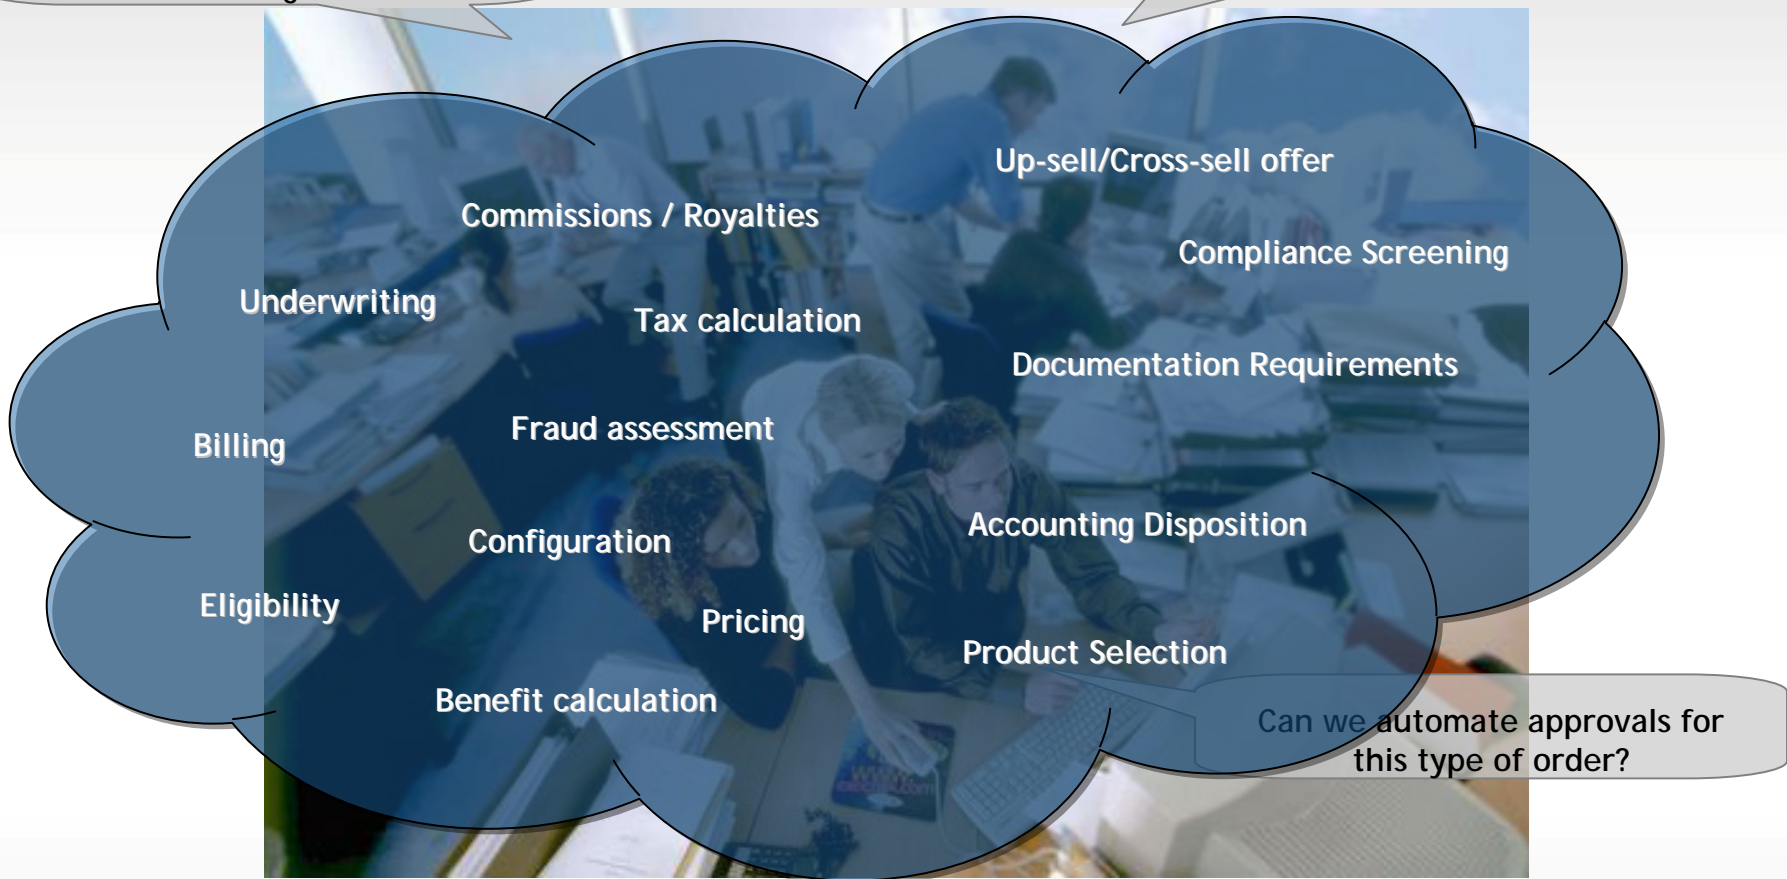 Up-sell/Cross-sell offer
Commissions / Royalties
Compliance Screening
Underwriting
Tax calculation
Documentation Requirements
Fraud assessment
Billing
Accounting Disposition
Configuration
Eligibility
Pricing
Product Selection
Benefit calculation
Can we automate approvals for
this type of order?